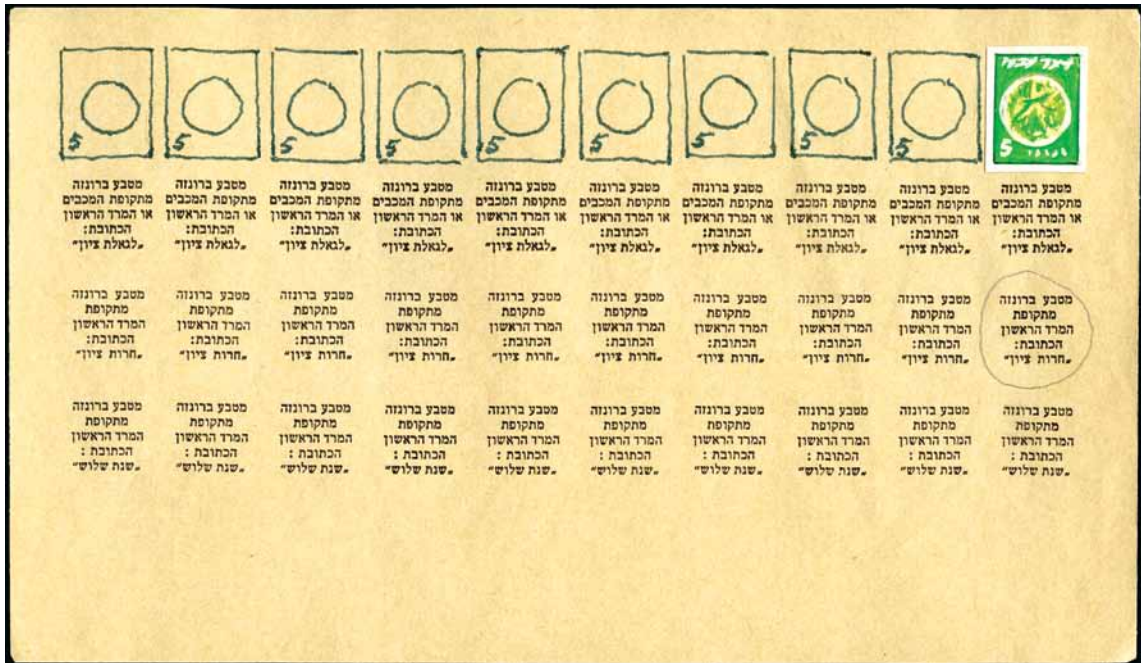 דאר עברי
5
5
5
5
5
5
5
5
5
5
מטבע ברונזה
מתקופת המכבים
או המרד הראשון
הכתובת:
„לגאלת ציון"
מטבע ברונזה
מתקופת המכבים
או המרד הראשון
הכתובת:
„לגאלת ציון"
מטבע ברונזה
מתקופת המכבים
או המרד הראשון
הכתובת:
„לגאלת ציון"
מטבע ברונזה
מתקופת המכבים
או המרד הראשון
הכתובת:
„לגאלת ציון"
מטבע ברונזה
מתקופת המכבים
או המרד הראשון
הכתובת:
„לגאלת ציון"
מטבע ברונזה
מתקופת המכבים
או המרד הראשון
הכתובת:
„לגאלת ציון"
מטבע ברונזה
מתקופת המכבים
או המרד הראשון
הכתובת:
„לגאלת ציון"
מטבע ברונזה
מתקופת המכבים
או המרד הראשון
הכתובת:
„לגאלת ציון"
מטבע ברונזה
מתקופת המכבים
או המרד הראשון
הכתובת:
„לגאלת ציון"
מטבע ברונזה
מתקופת המכבים
או המרד הראשון
הכתובת:
„לגאלת ציון"
מטבע ברונזה
מתקופת
המרד הראשון
הכתובת:
„חרות ציון"
מטבע ברונזה
מתקופת
המרד הראשון
הכתובת:
„חרות ציון"
מטבע ברונזה
מתקופת
המרד הראשון
הכתובת:
„חרות ציון"
מטבע ברונזה
מתקופת
המרד הראשון
הכתובת:
„חרות ציון"
מטבע ברונזה
מתקופת
המרד הראשון
הכתובת:
„חרות ציון"
מטבע ברונזה
מתקופת
המרד הראשון
הכתובת:
„חרות ציון"
מטבע ברונזה
מתקופת
המרד הראשון
הכתובת:
„חרות ציון"
מטבע ברונזה
מתקופת
המרד הראשון
הכתובת:
„חרות ציון"
מטבע ברונזה
מתקופת
המרד הראשון
הכתובת:
„חרות ציון"
מטבע ברונזה
מתקופת
המרד הראשון
הכתובת:
„חרות ציון"
מטבע ברונזה
מתקופת
המרד הראשון
הכתובת :
„שנת שלוש"
מטבע ברונזה
מתקופת
המרד הראשון
הכתובת :
„שנת שלוש"
מטבע ברונזה
מתקופת
המרד הראשון
הכתובת :
„שנת שלוש"
מטבע ברונזה
מתקופת
המרד הראשון
הכתובת :
„שנת שלוש"
מטבע ברונזה
מתקופת
המרד הראשון
הכתובת :
„שנת שלוש"
מטבע ברונזה
מתקופת
המרד הראשון
הכתובת :
„שנת שלוש"
מטבע ברונזה
מתקופת
המרד הראשון
הכתובת :
„שנת שלוש"
מטבע ברונזה
מתקופת
המרד הראשון
הכתובת :
„שנת שלוש"
מטבע ברונזה
מתקופת
המרד הראשון
הכתובת :
„שנת שלוש"
מטבע ברונזה
מתקופת
המרד הראשון
הכתובת :
„שנת שלוש"